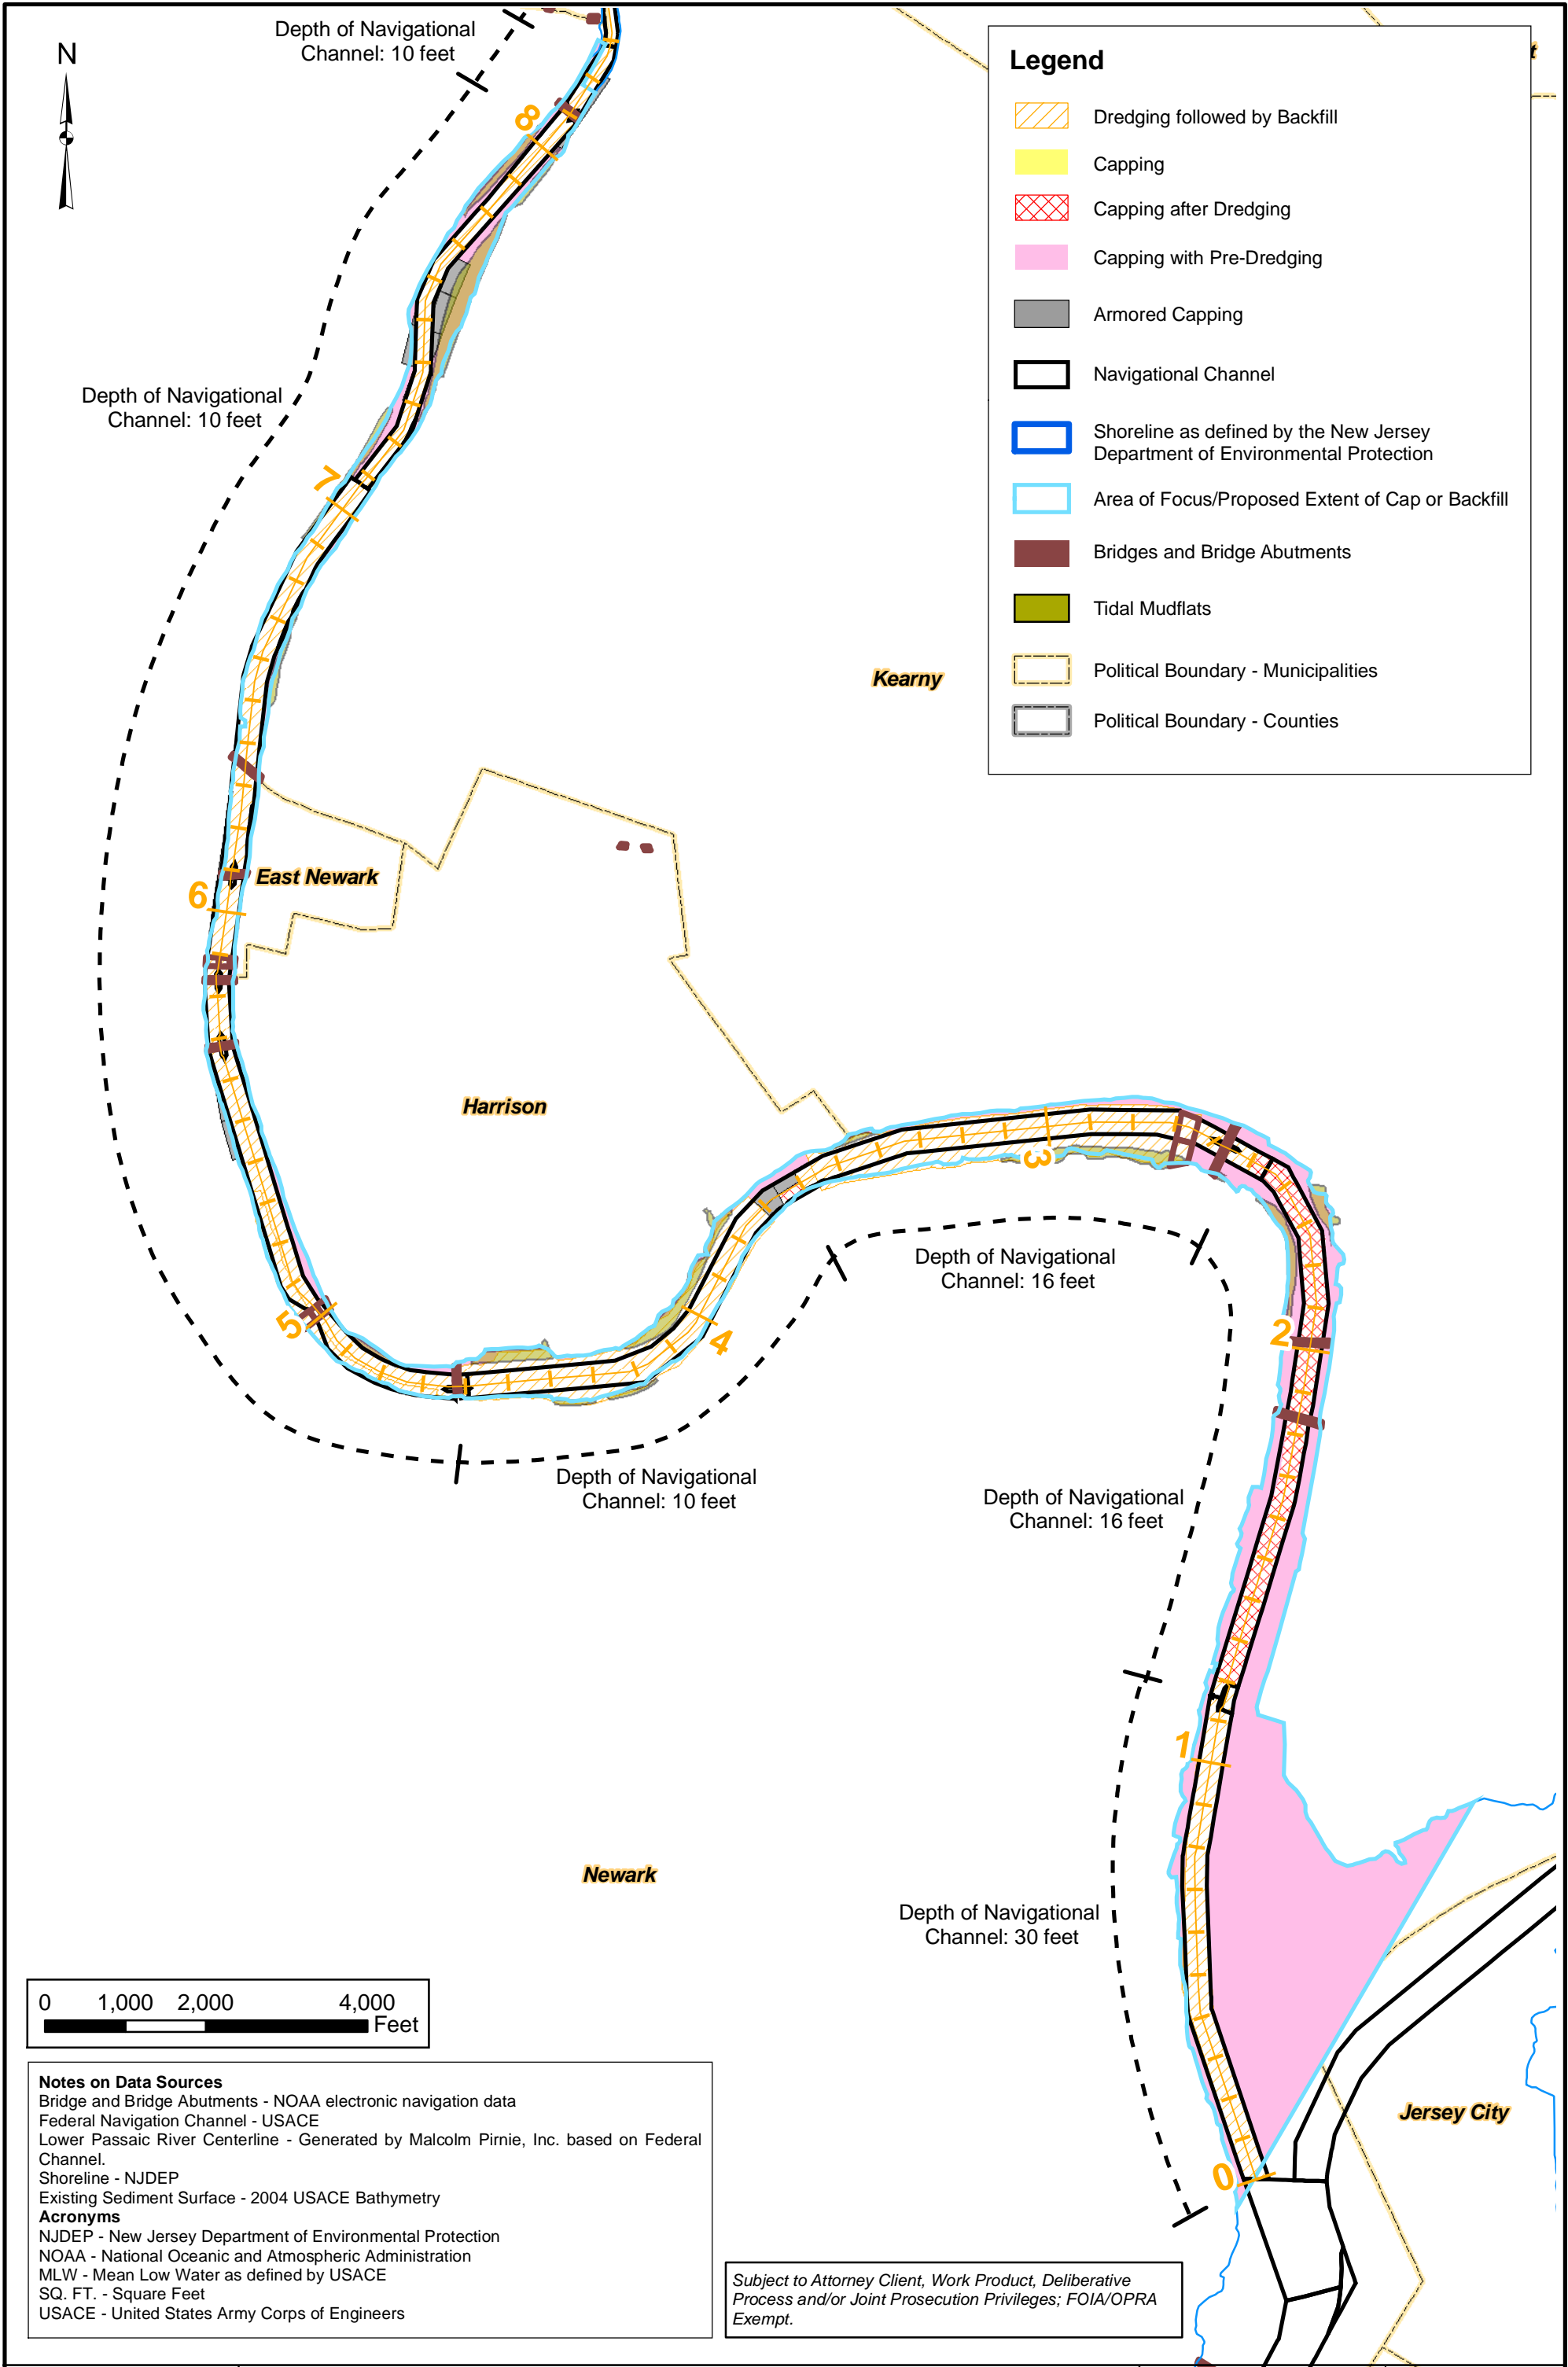 Depth of Navigational
Channel: 10 feet
N
Legend
t
Dredging followed by Backfill
Capping
Capping after Dredging
Capping with Pre-Dredging
Armored Capping
Navigational Channel
Shoreline as defined by the New Jersey
Department of Environmental Protection
Area of Focus/Proposed Extent of Cap or Backfill
Bridges and Bridge Abutments
Tidal Mudflats
Political Boundary - Municipalities
Political Boundary - Counties
8
Depth of Navigational
Channel: 10 feet
7
Kearny
East Newark
6
Harrison
3
Depth of Navigational
Channel: 16 feet
5
4
2
Depth of Navigational
Channel: 10 feet
Depth of Navigational
Channel: 16 feet
1
Newark
Depth of Navigational
Channel: 30 feet
0 1,000 2,000 4,000
Feet
Jersey City
0
Notes on Data Sources
Bridge and Bridge Abutments - NOAA electronic navigation data
Federal Navigation Channel - USACE
Lower Passaic River Centerline - Generated by Malcolm Pirnie, Inc. based on Federal
Channel.
Shoreline - NJDEP
Existing Sediment Surface - 2004 USACE Bathymetry
Acronyms
NJDEP - New Jersey Department of Environmental Protection
NOAA - National Oceanic and Atmospheric Administration
MLW - Mean Low Water as defined by USACE
SQ. FT. - Square Feet
USACE - United States Army Corps of Engineers
Subject to Attorney Client, Work Product, Deliberative
Process and/or Joint Prosecution Privileges; FOIA/OPRA
Exempt.